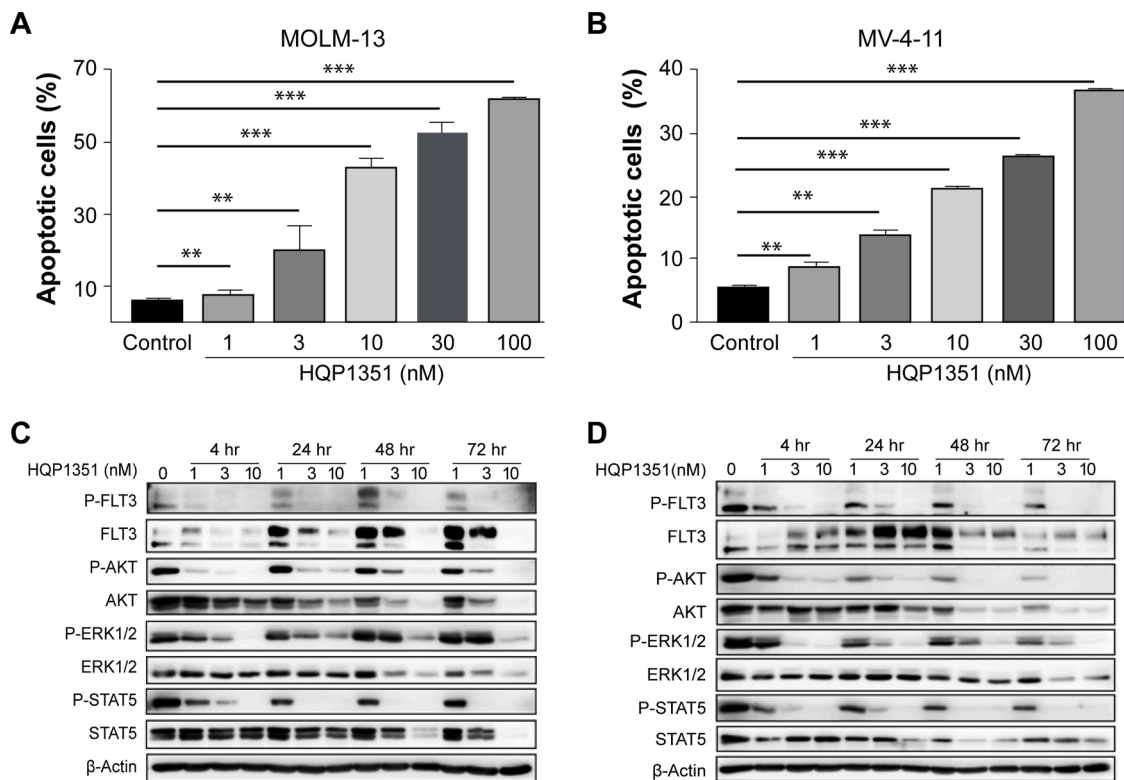 A
MOLM-13
Apoptotic cells (%)
70
50
30
10
***
***
***
**
**
Control 1 3 10 30 100
HQP1351 (nM)
B
MV-4-11
Apoptotic cells (%)
40
30
20
10
0
***
***
***
**
**
Control 1 3 10 30 100
HQP1351 (nM)
C
4 hr 24 hr 48 hr 72 hr
HQP1351 (nM) 0 1 3 10 1 3 10 1 3 10 1 3 10
P-FLT3
FLT3
P-AKT
AKT
P-ERK1/2
ERK1/2
P-STAT5
STAT5
β-Actin
D
4 hr 24 hr 48 hr 72 hr
HQP1351(nM) 0 1 3 10 1 3 10 1 3 10 1 3 10
P-FLT3
FLT3
P-AKT
AKT
P-ERK1/2
ERK1/2
P-STAT5
STAT5
β-Actin